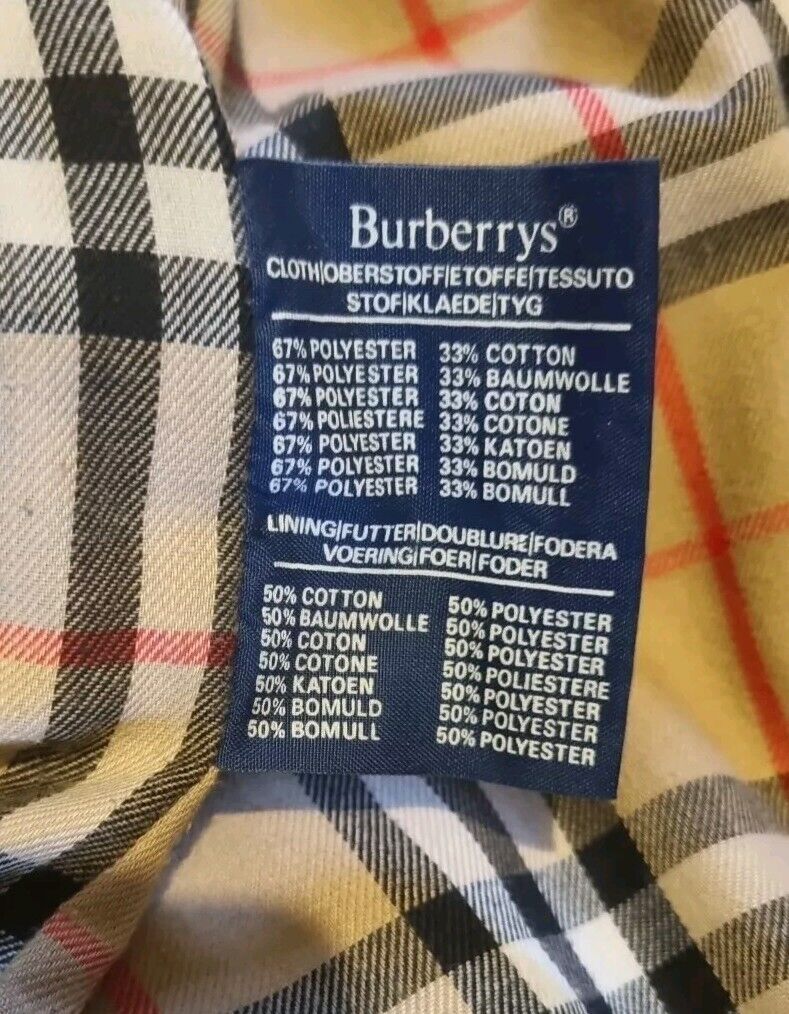 Burberrys®
CLOTH|OBERSTOFF|ETOFFE|TESSUTO
STOF|KLAEDE|TYG
67% POLYESTER 33% COTTON
67% POLYESTER 33% BAUMWOLLE
67% POLYESTER 33% COTON
67% POLIESTERE 33% COTONE
67% POLYESTER 33% KATOEN
67% POLYESTER 33% BOMULD
67% POLYESTER 33% BOMULL
LINING|FUTTER|DOUBLURE|FODERA
VOERING|FOER|FODER
50% COTTON 50% POLYESTER
50% BAUMWOLLE 50% POLYESTER
50% COTON 50% POLYESTER
50% COTONE 50% POLIESTERE
50% KATOEN 50% POLYESTER
50% BOMULD 50% POLYESTER
50% BOMULL 50% POLYESTER